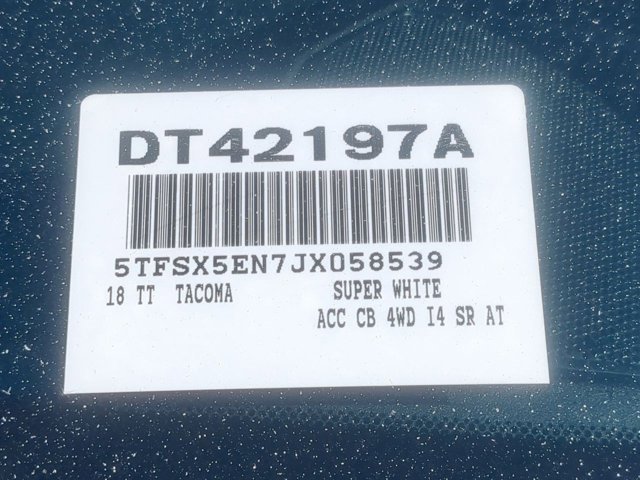 DT42197A
5TFSX5EN7JX058539
18 TT TACOMA SUPER WHITE
ACC CB 4WD I4 SR AT